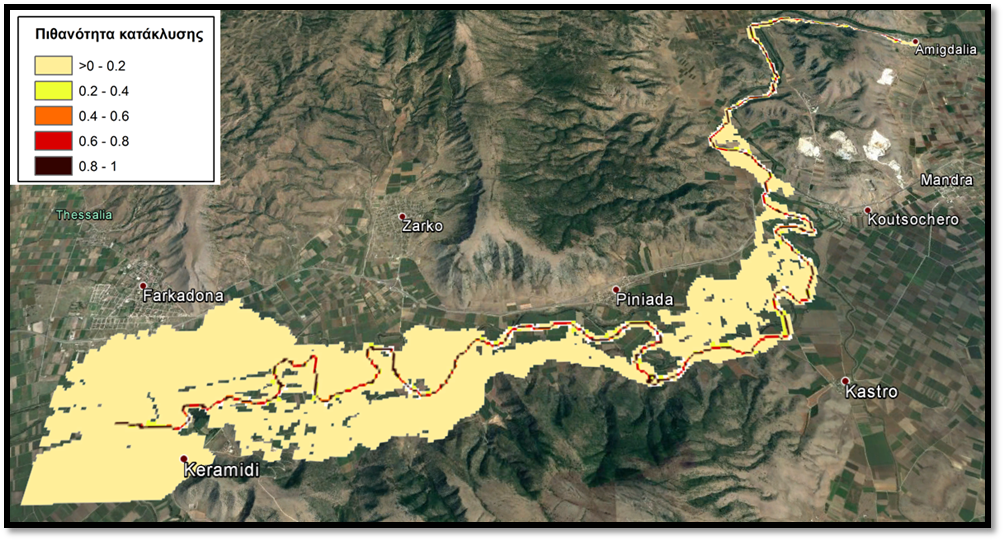 Πιθανότητα κατάκλυσης
>0 - 0.2
0.2 - 0.4
0.4 - 0.6
0.6 - 0.8
0.8 - 1
Amigdalia
Mandra
Thessalia
Koutsochero
Zarko
Farkadona
Piniada
Kastro
Keramidi